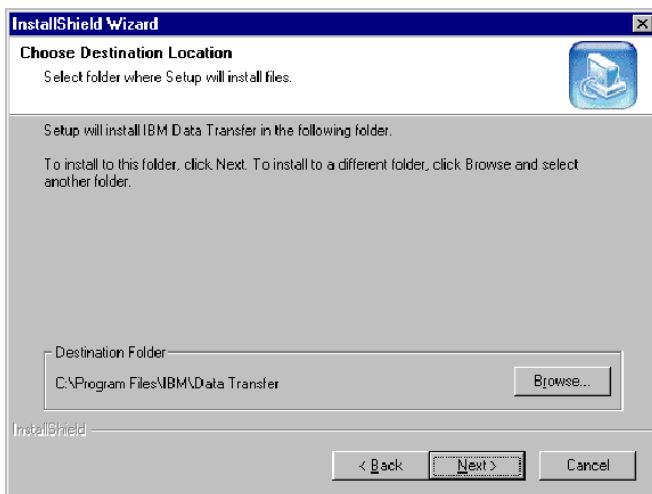 InstallShield Wizard
Choose Destination Location
Select folder where Setup will install files.
Setup will install IBM Data Transfer in the following folder.
To install to this folder, click Next. To install to a different folder, click Browse and select
another folder.
Destination Folder
C:\Program Files\IBM\Data Transfer
Browse...
InstallShield
< Back
Next >
Cancel